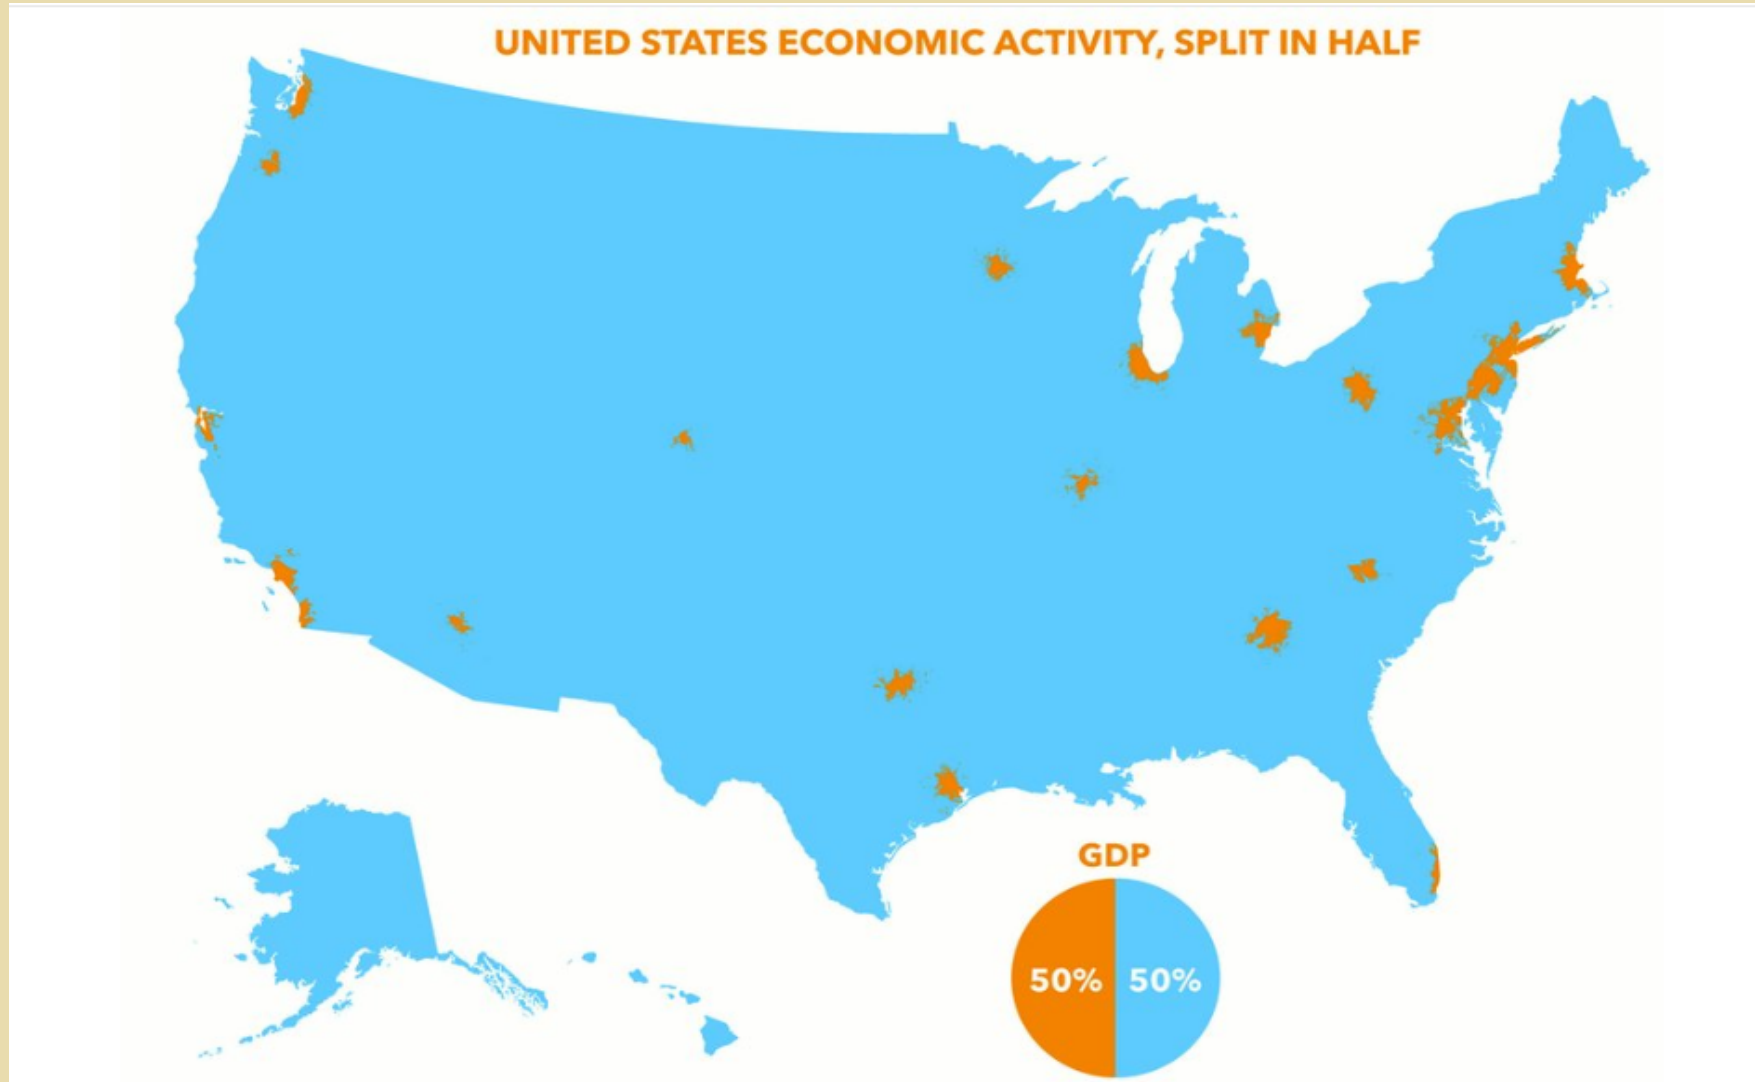 UNITED STATES ECONOMIC ACTIVITY, SPLIT IN HALF
GDP
50% 50%